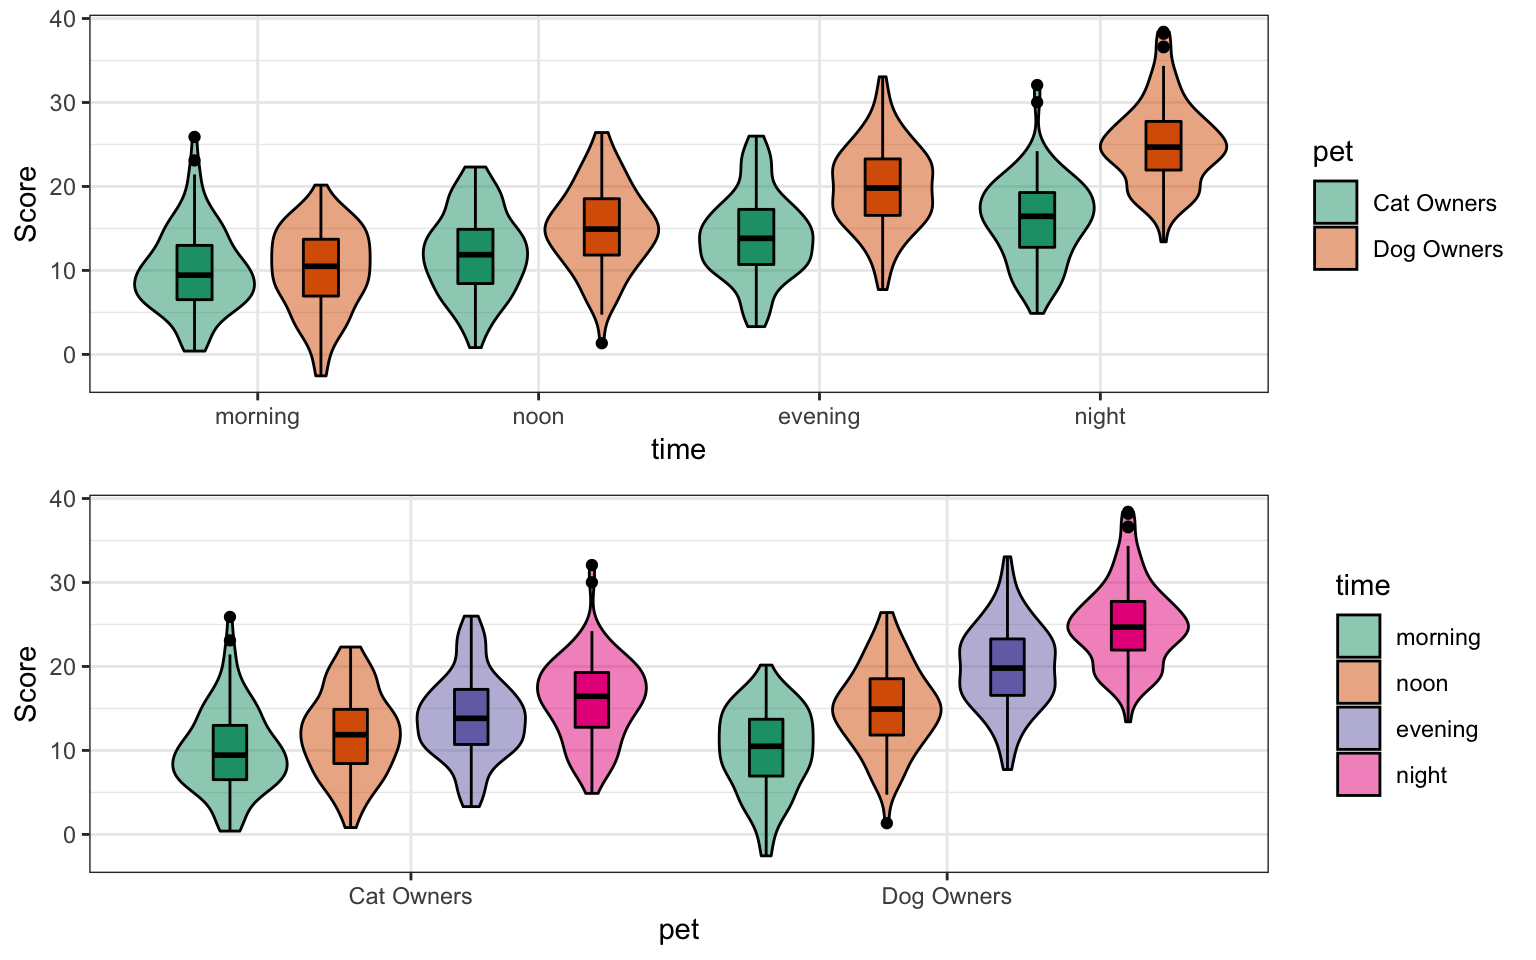 40
30
20
10
0
Score
morning noon evening night
time
pet
Cat Owners
Dog Owners
40
30
20
10
0
Score
Cat Owners Dog Owners
pet
time
morning
noon
evening
night